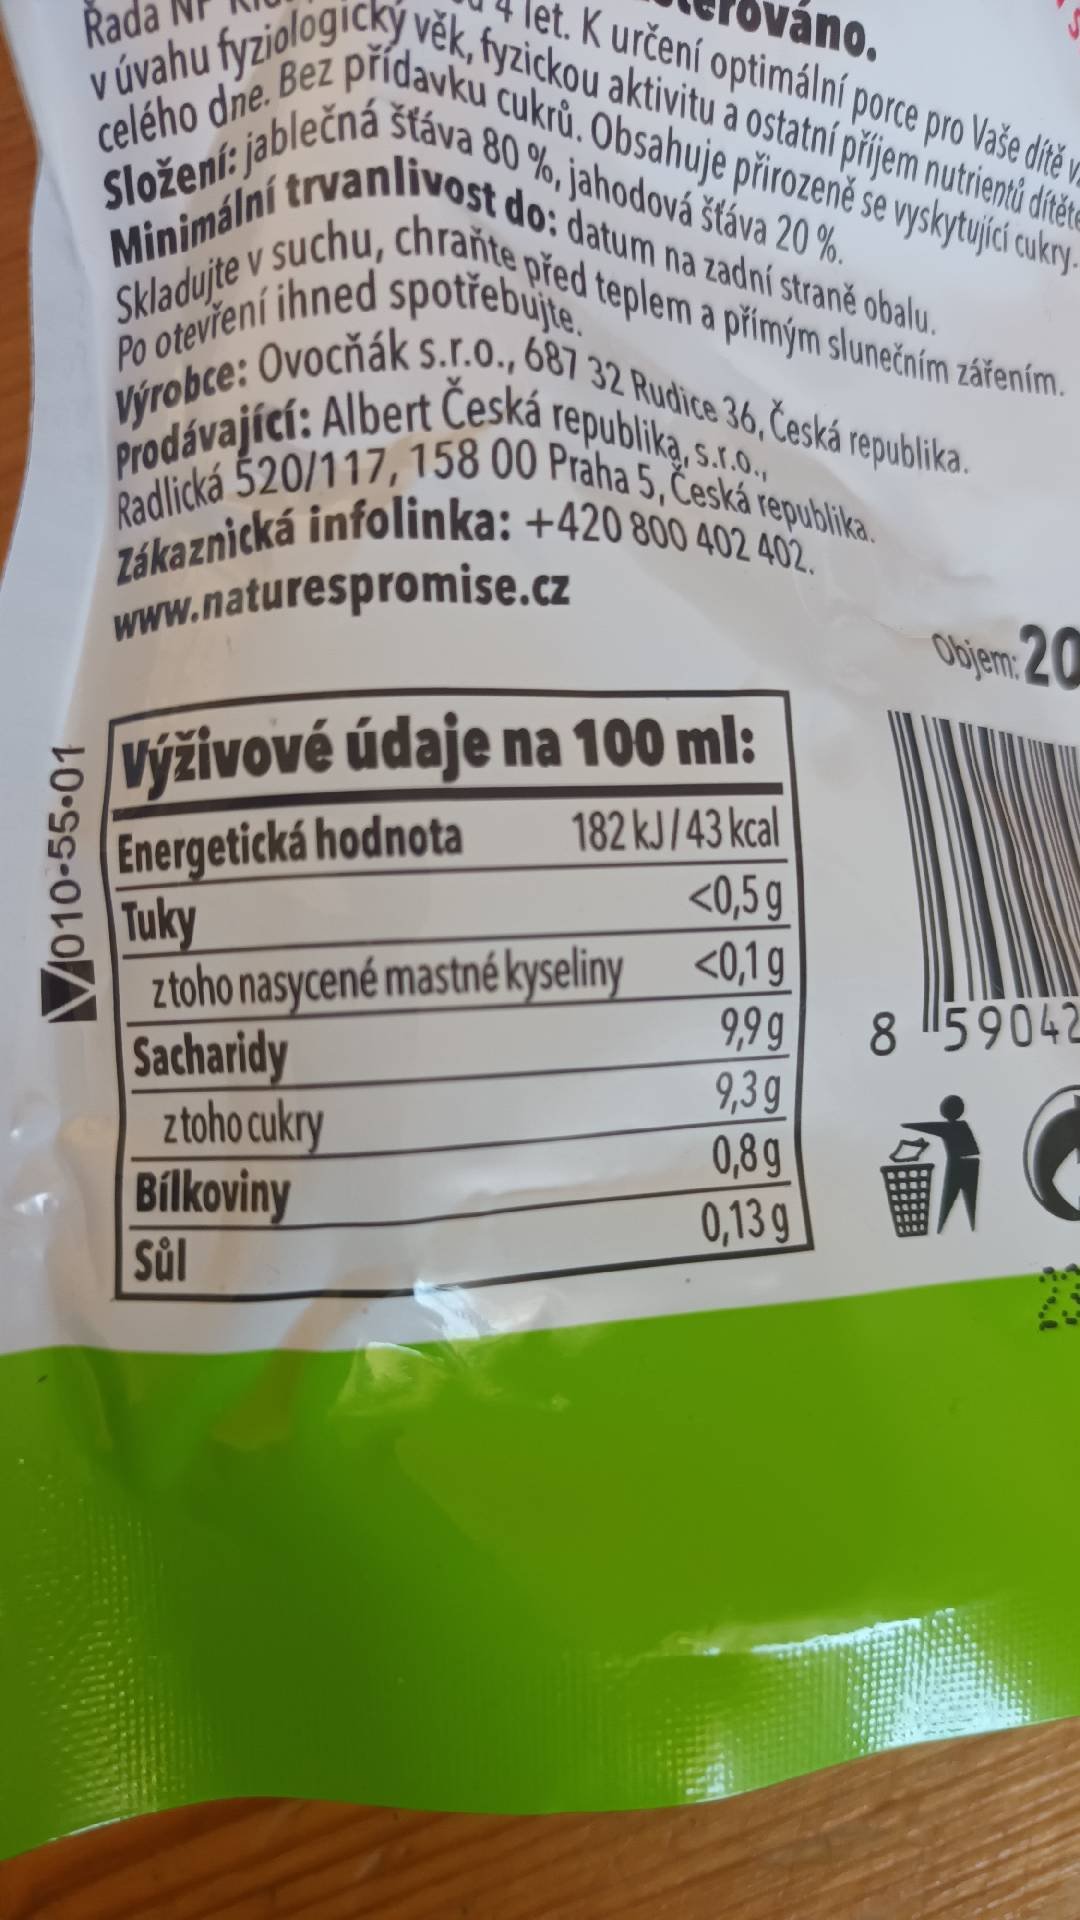 Řada
4 let. K určení optimální porce pro Vaše dítě
v úvahu fyziologický věk, fyzickou aktivitu a ostatní příjem nutrientů
celého dne. Bez přídavku cukrů. Obsahuje přirozeně se vyskytující cukry.
Složení: jablečná šťáva 80 %, jahodová šťáva 20 %.
Minimální trvanlivost do: datum na zadní straně obalu.
Skladujte v suchu, chraňte před teplem a přímým slunečním zářením.
Po otevření ihned spotřebujte.
Výrobce: Ovocňák s.r.o., 687 32 Rudice 36, Česká republika.
Prodávající: Albert Česká republika, s.r.o.,
Radlická 520/117, 158 00 Praha 5, Česká republika.
Zákaznická infolinka: +420 800 402 402.
www.naturespromise.cz
Objem: 20
V010-55-01
Výživové údaje na 100 ml:
Energetická hodnota 182 kJ/43 kcal
Tuky <0,5 g
z toho nasycené mastné kyseliny <0,1 g
Sacharidy 9,9 g
z toho cukry 9,3 g
Bílkoviny 0,8 g
Sůl 0,13 g
8 59042